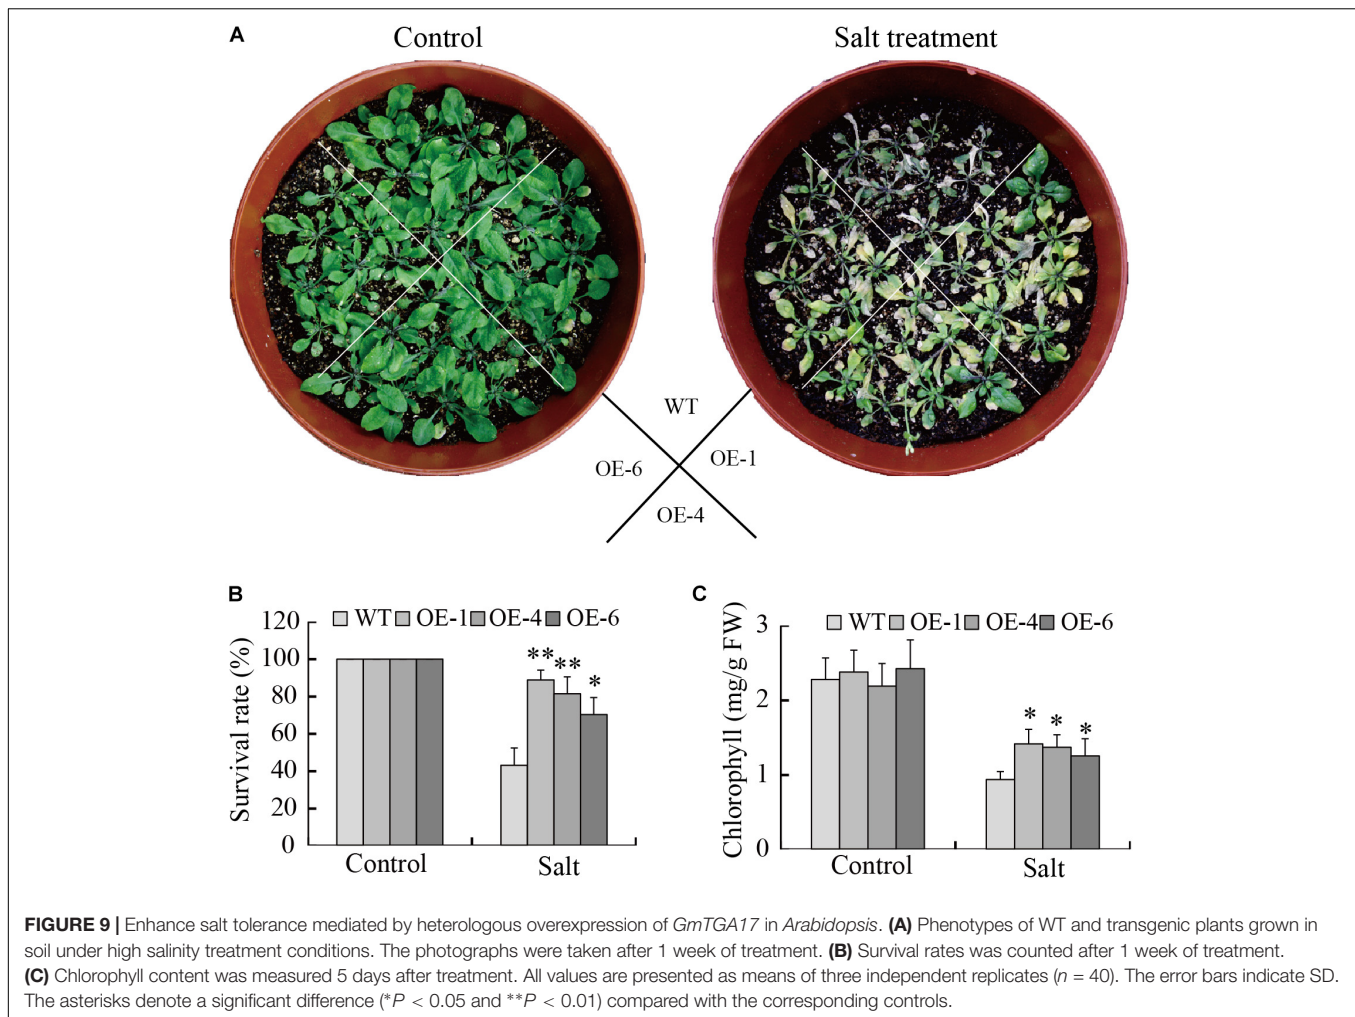 A
Control
Salt treatment
WT
OE-6
OE-1
OE-4
B
WT OE-1 OE-4 OE-6
120
100
80
60
40
20
0
Survival rate (%)
** ** *
Control
Salt
C
WT OE-1 OE-4 OE-6
3
2
1
0
Chlorophyll (mg/g FW)
* * *
Control
Salt
FIGURE 9 | Enhance salt tolerance mediated by heterologous overexpression of GmTGA17 in Arabidopsis. (A) Phenotypes of WT and transgenic plants grown in
soil under high salinity treatment conditions. The photographs were taken after 1 week of treatment. (B) Survival rates was counted after 1 week of treatment.
(C) Chlorophyll content was measured 5 days after treatment. All values are presented as means of three independent replicates (n = 40). The error bars indicate SD.
The asterisks denote a significant difference (*P < 0.05 and **P < 0.01) compared with the corresponding controls.